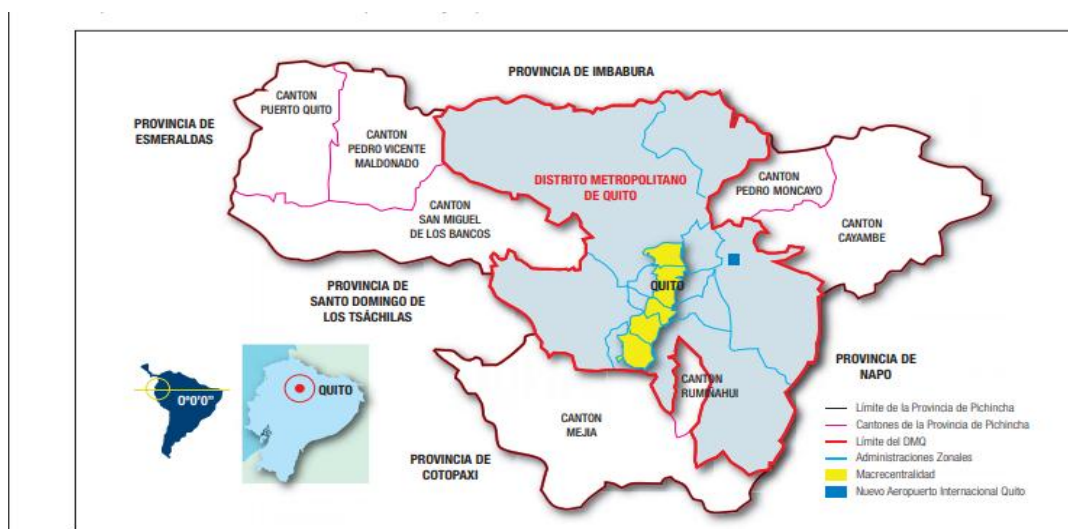 PROVINCIA DE IMBABURA
CANTON
PUERTO QUITO
PROVINCIA DE
ESMERALDAS
CANTON
PEDRO VICENTE
MALDONADO
DISTRITO METROPOLITANO
DE QUITO
CANTON
PEDRO MONCAYO
CANTON
SAN MIGUEL
DE LOS BANCOS
CANTON
CAYAMBE
PROVINCIA DE
SANTO DOMINGO DE
LOS TSÁCHILAS
QUITO
PROVINCIA DE
NAPO
CANTON
RUMIÑAHUI
CANTON
MEJIA
PROVINCIA DE
COTOPAXI
0°0'0"
QUITO
Límite de la Provincia de Pichincha
Cantones de la Provincia de Pichincha
Límite del DMQ
Administraciones Zonales
Macrecentralidad
Nuevo Aeropuerto Internacional Quito